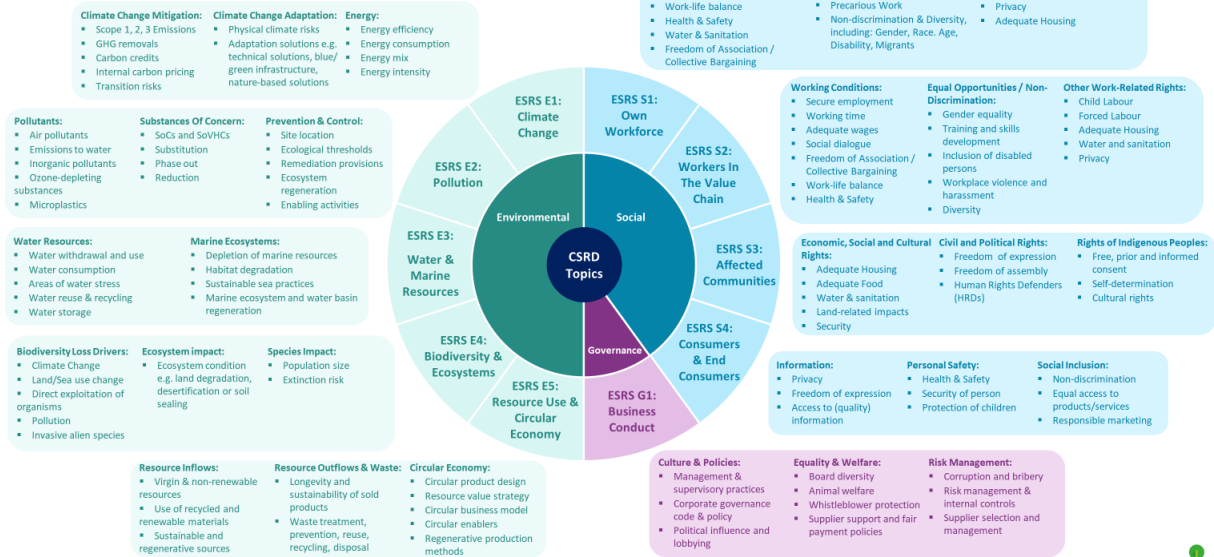 Climate Change Mitigation:
▪ Scope 1, 2, 3 Emissions
▪ GHG removals
▪ Carbon credits
▪ Internal carbon pricing
▪ Transition risks
Climate Change Adaptation:
▪ Physical climate risks
▪ Adaptation solutions e.g.
technical solutions, blue/
green infrastructure,
nature-based solutions
Energy:
▪ Energy efficiency
▪ Energy consumption
▪ Energy mix
▪ Energy intensity
▪ Work-life balance
▪ Health & Safety
▪ Water & Sanitation
▪ Freedom of Association /
Collective Bargaining
▪ Precarious Work
▪ Non-discrimination & Diversity,
including: Gender, Race. Age,
Disability, Migrants
▪ Privacy
▪ Adequate Housing
Pollutants:
▪ Air pollutants
▪ Emissions to water
▪ Inorganic pollutants
▪ Ozone-depleting
substances
▪ Microplastics
Substances Of Concern:
▪ SoCs and SoVHCs
▪ Substitution
▪ Phase out
▪ Reduction
Prevention & Control:
▪ Site location
▪ Ecological thresholds
▪ Remediation provisions
▪ Ecosystem
regeneration
▪ Enabling activities
Working Conditions:
▪ Secure employment
▪ Working time
▪ Adequate wages
▪ Social dialogue
▪ Freedom of Association /
Collective Bargaining
▪ Work-life balance
▪ Health & Safety
Equal Opportunities / Non-
Discrimination:
▪ Gender equality
▪ Training and skills
development
▪ Inclusion of disabled
persons
▪ Workplace violence and
harassment
▪ Diversity
Other Work-Related Rights:
▪ Child Labour
▪ Forced Labour
▪ Adequate Housing
▪ Water and sanitation
▪ Privacy
ESRS E1:
Climate
Change
ESRS S1:
Own
Workforce
ESRS E2:
Pollution
ESRS S2:
Workers In
The Value
Chain
Environmental
Social
ESRS E3:
Water &
Marine
Resources
CSRD
Topics
ESRS S3:
Affected
Communities
ESRS E4:
Biodiversity &
Ecosystems
Governance
ESRS S4:
Consumers
& End
Consumers
ESRS E5:
Resource Use &
Circular
Economy
ESRS G1:
Business
Conduct
Water Resources:
▪ Water withdrawal and use
▪ Water consumption
▪ Areas of water stress
▪ Water reuse & recycling
▪ Water storage
Marine Ecosystems:
▪ Depletion of marine resources
▪ Habitat degradation
▪ Sustainable sea practices
▪ Marine ecosystem and water basin
regeneration
Economic, Social and Cultural
Rights:
▪ Adequate Housing
▪ Adequate Food
▪ Water & sanitation
▪ Land-related impacts
▪ Security
Civil and Political Rights:
▪ Freedom of expression
▪ Freedom of assembly
▪ Human Rights Defenders
(HRDs)
Rights of Indigenous Peoples:
▪ Free, prior and informed
consent
▪ Self-determination
▪ Cultural rights
Biodiversity Loss Drivers:
▪ Climate Change
▪ Land/Sea use change
▪ Direct exploitation of
organisms
▪ Pollution
▪ Invasive alien species
Ecosystem impact:
▪ Ecosystem condition
e.g. land degradation,
desertification or soil
sealing
Species Impact:
▪ Population size
▪ Extinction risk
Information:
▪ Privacy
▪ Freedom of expression
▪ Access to (quality)
information
Personal Safety:
▪ Health & Safety
▪ Security of person
▪ Protection of children
Social Inclusion:
▪ Non-discrimination
▪ Equal access to
products/services
▪ Responsible marketing
Resource Inflows:
▪ Virgin & non-renewable
resources
▪ Use of recycled and
renewable materials
▪ Sustainable and
regenerative sources
Resource Outflows & Waste:
▪ Longevity and
sustainability of sold
products
▪ Waste treatment,
prevention, reuse,
recycling, disposal
Circular Economy:
▪ Circular product design
▪ Resource value strategy
▪ Circular business model
▪ Circular enablers
▪ Regenerative production
methods
Culture & Policies:
▪ Management &
supervisory practices
▪ Corporate governance
code & policy
▪ Political influence and
lobbying
Equality & Welfare:
▪ Board diversity
▪ Animal welfare
▪ Whistleblower protection
▪ Supplier support and fair
payment policies
Risk Management:
▪ Corruption and bribery
▪ Risk management &
internal controls
▪ Supplier selection and
management